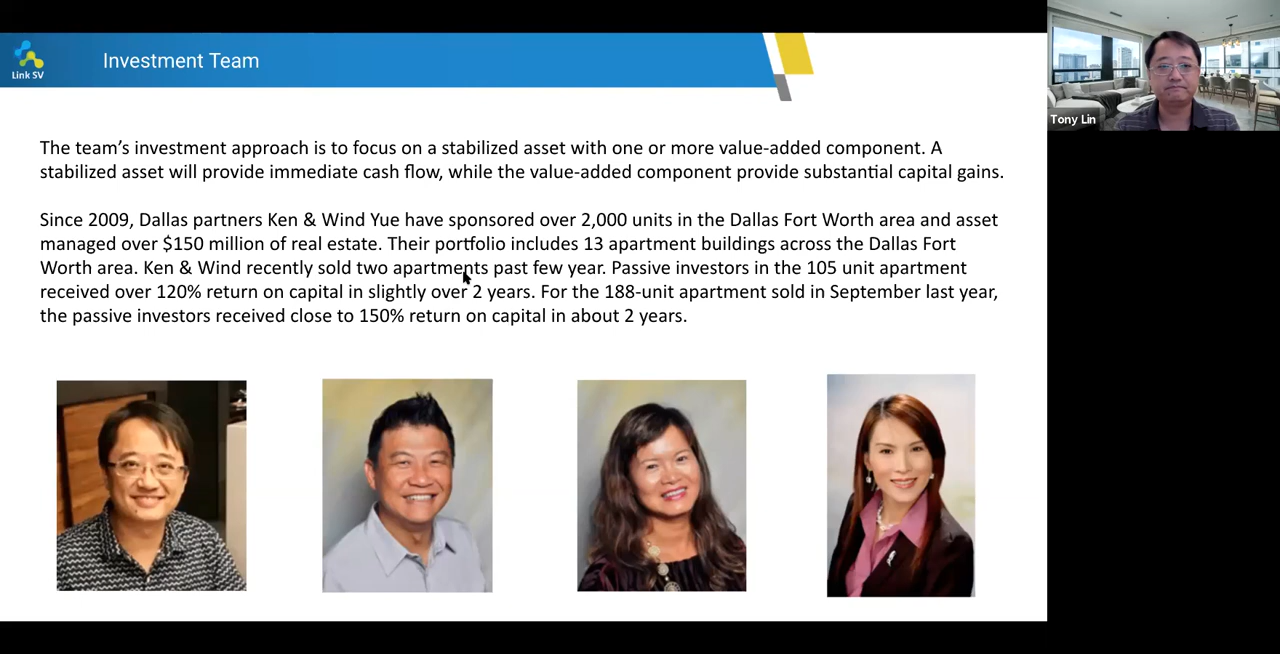 Link SV
Investment Team
Tony Lin
The team's investment approach is to focus on a stabilized asset with one or more value-added component. A
stabilized asset will provide immediate cash flow, while the value-added component provide substantial capital gains.
Since 2009, Dallas partners Ken & Wind Yue have sponsored over 2,000 units in the Dallas Fort Worth area and asset
managed over $150 million of real estate. Their portfolio includes 13 apartment buildings across the Dallas Fort
Worth area. Ken & Wind recently sold two apartments past few year. Passive investors in the 105 unit apartment
received over 120% return on capital in slightly over 2 years. For the 188-unit apartment sold in September last year,
the passive investors received close to 150% return on capital in about 2 years.